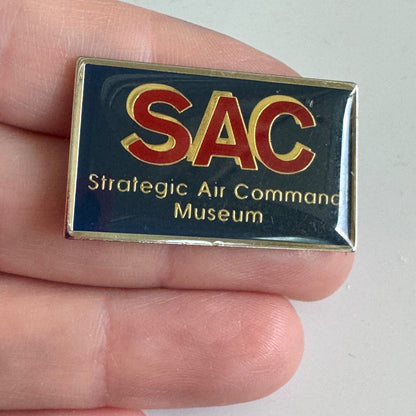 SAC
Strategic Air Command
Museum